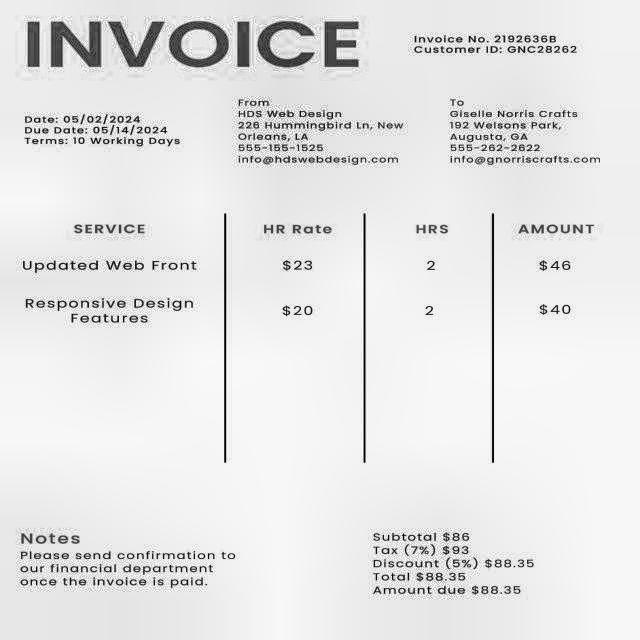 INVOICE
Invoice No. 2192636B
Customer ID: GNC28262
Date: 05/02/2024
Due Date: 05/14/2024
Terms: 10 Working Days
From
HDS Web Design
226 Hummingbird Ln, New
Orleans, LA
555-155-1525
info@hdswebdesign.com
To
Giselle Norris Crafts
192 Welsons Park,
Augusta, GA
555-262-2622
info@gnorriscrafts.com
SERVICE HR Rate HRS AMOUNT
Updated Web Front $23 2 $46
Responsive Design
Features $20 2 $40
Notes
Please send confirmation to
our financial department
once the invoice is paid.
Subtotal $86
Tax (7%) $93
Discount (5%) $88.35
Total $88.35
Amount due $88.35